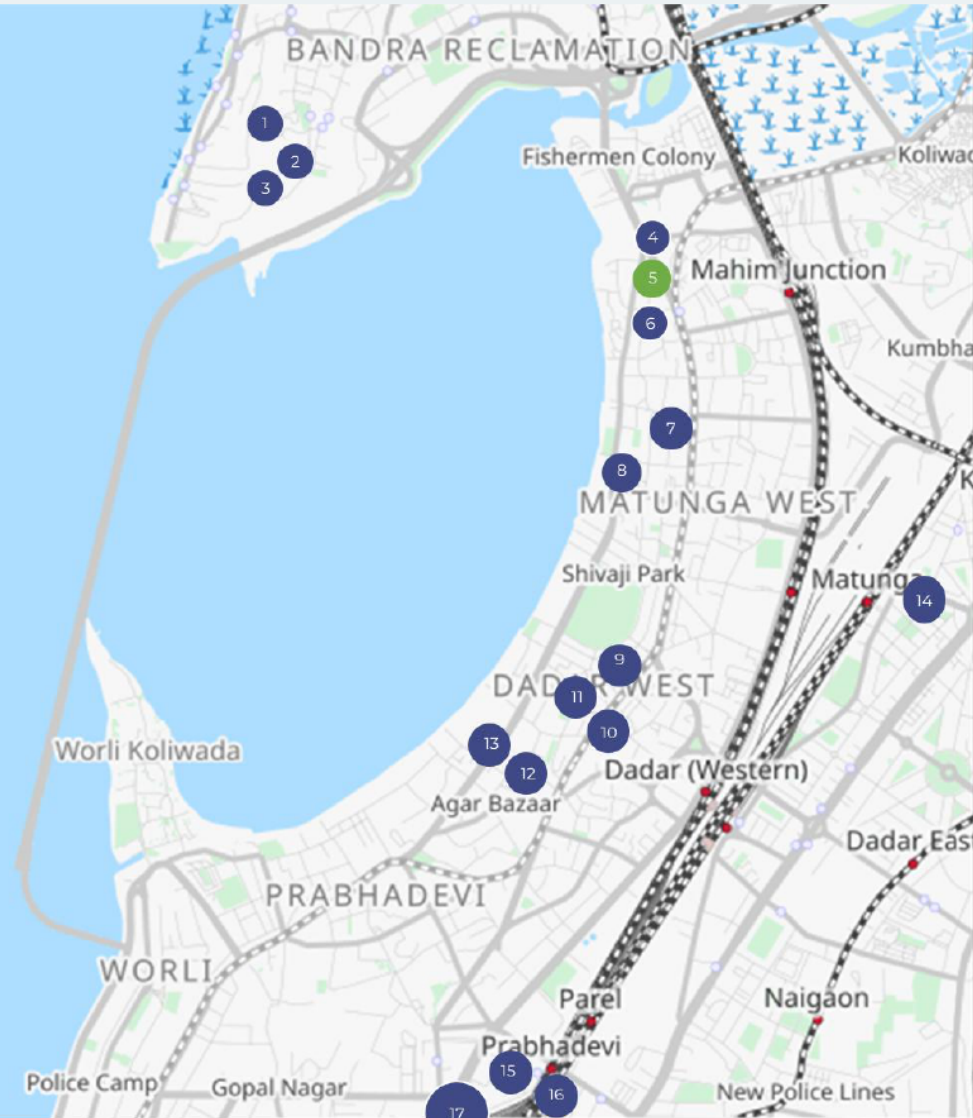 BANDRA RECLAMATION
1
2
3
Fishermen Colony
Koliwad
4
5
Mahim Junction
6
Kumbha
7
8
K
MATUNGA WEST
Shivaji Park
Matunga
14
9
DADAR WEST
11
10
13
12
Worli Koliwada
Dadar (Western)
Agar Bazaar
Dadar East
PRABHADEVI
WORLI
Parel
Naigaon
Prabhadevi
15
Police Camp
Gopal Nagar
16
New Police Lines
17